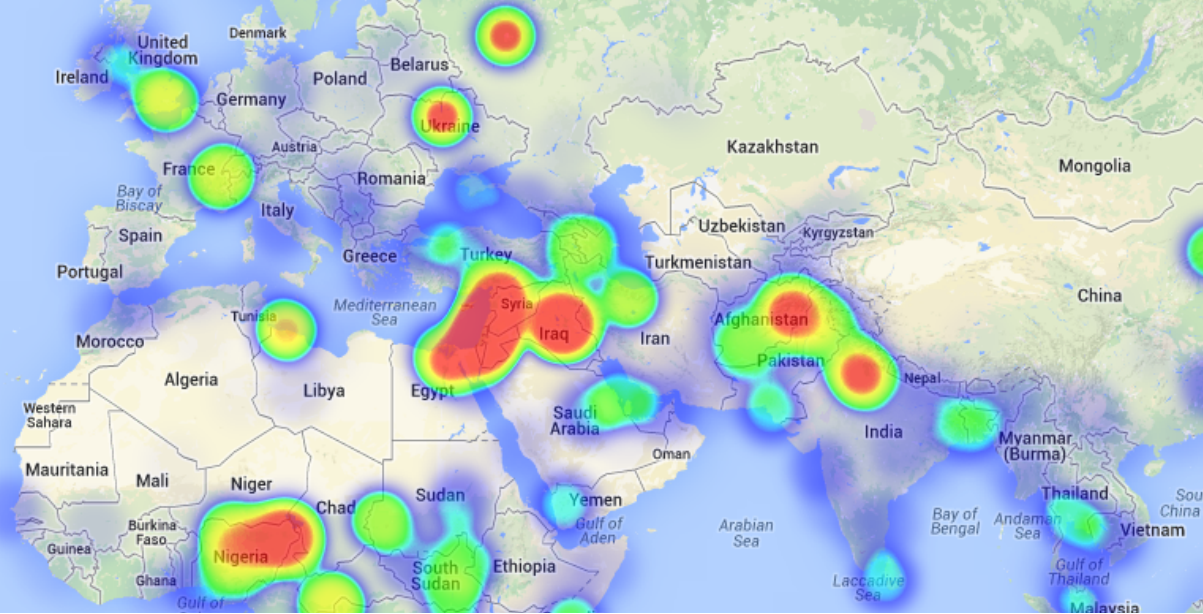 Denmark
United
Kingdom
Ireland
Belarus
Poland
Germany
Ukraine
Kazakhstan
Mongolia
Austria
France
Romania
Bay of
Biscay
Italy
Spain
Uzbekistan
Kyrgyzstan
Greece
Turkey
Portugal
Turkmenistan
China
Mediterranean
Sea
Syria
Tunisia
Afghanistan
Iraq
Iran
Morocco
Pakistan
Algeria
Libya
Egypt
Nepal
Western
Sahara
Saudi
Arabia
India
Myanmar
(Burma)
Oman
Mauritania
Mali
Niger
Chad
Sudan
Yemen
Thailand
Sou
China
Burkina
Faso
Gulf of
Aden
Arabian
Sea
Bay of
Bengal
Andaman
Sea
Vietnam
Guinea
Nigeria
South
Sudan
Ethiopia
Ghana
Laccadive
Sea
Gulf of
Thailand
Gulf of
Malaysia